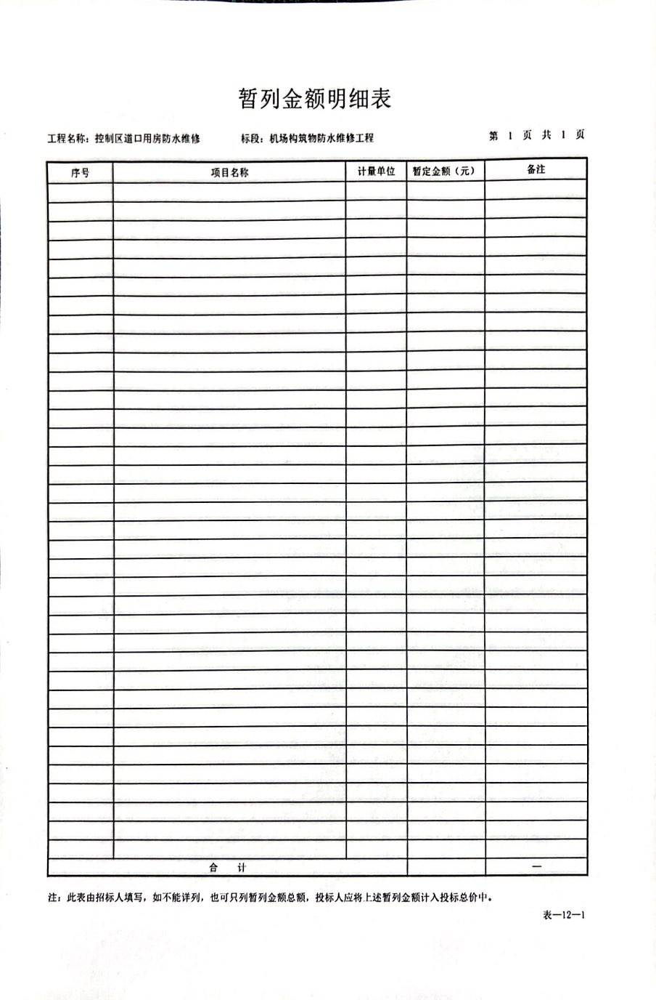 暂列金额明细表
工程名称：控制区道口用房防水维修 标段：机场构筑物防水维修工程 第 1 页 共 1 页
序号 项目名称 计量单位 暂定金额（元） 备注
合 计 —
注：此表由招标人填写，如不能详列，也可只列暂列金额总额，投标人应将上述暂列金额计入投标总价中。
表—12—1